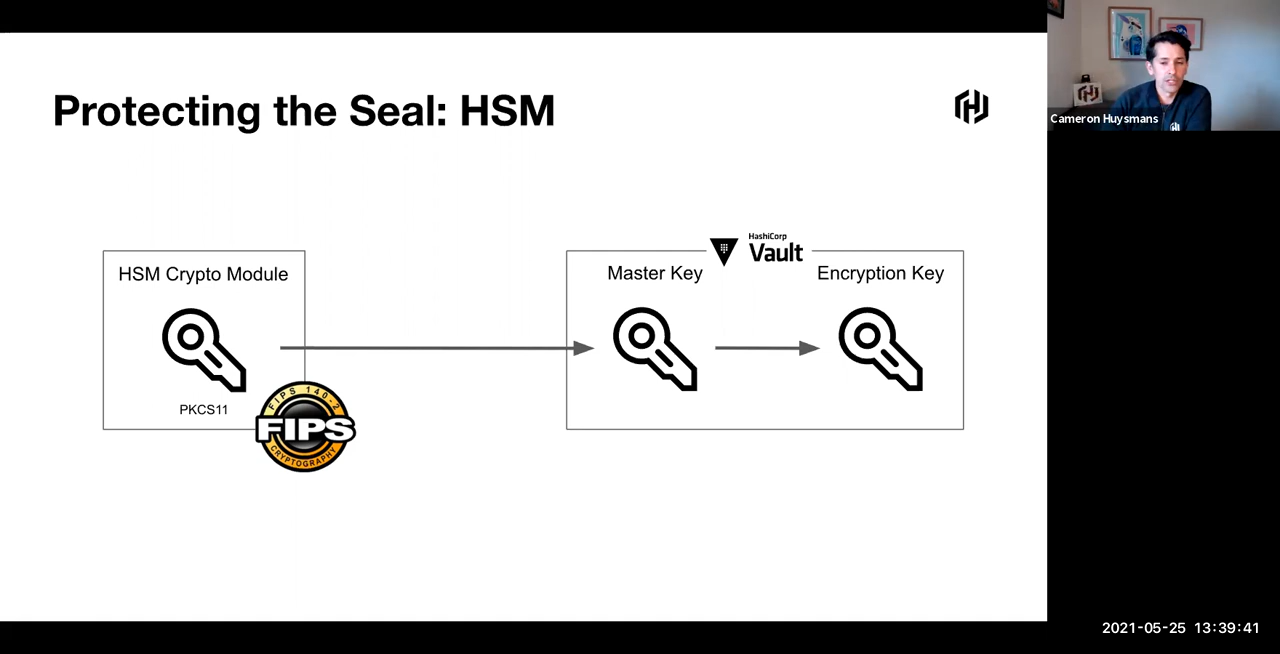 Protecting the Seal: HSM
Cameron Huysmans
HSM Crypto Module
PKCS11
FIPS 140-2
FIPS
CRYPTOGRAPHY
HashiCorp
Vault
Master Key
Encryption Key
2021-05-25 13:39:41